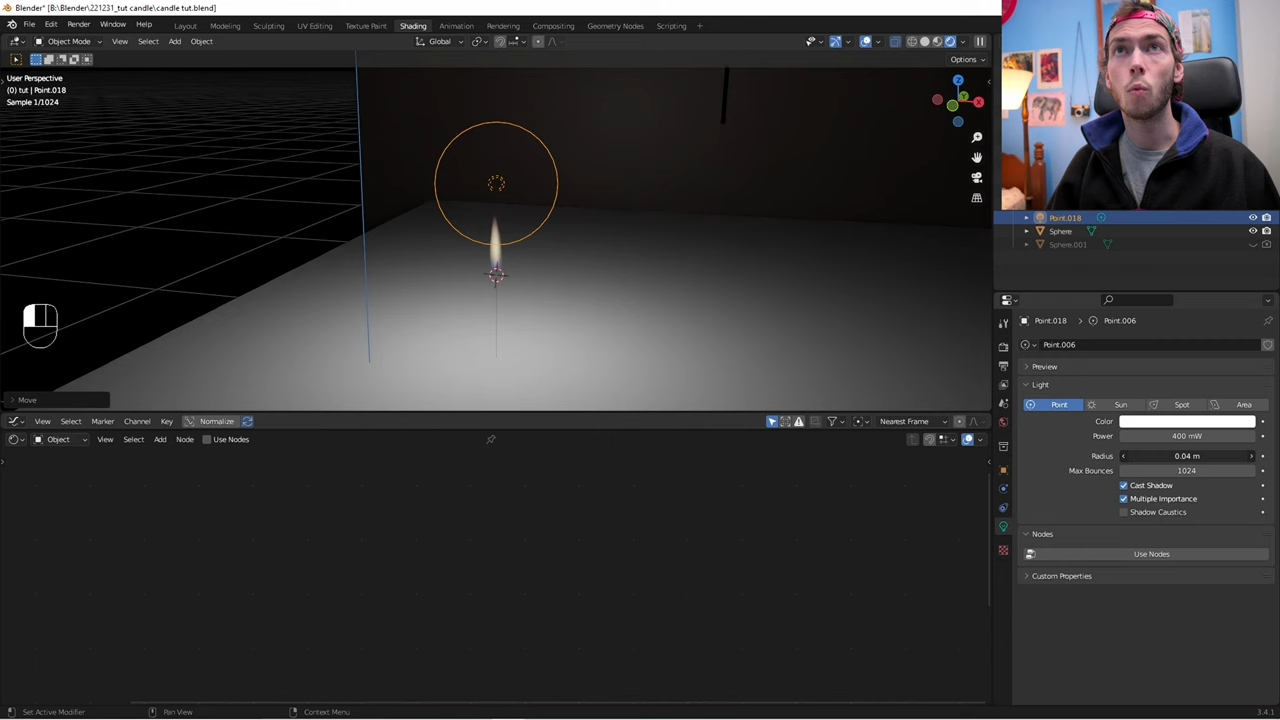 Blender* [B:\Blender\221231_tut candle\candle tut.blend]
File Edit Render Window Help Layout Modeling Sculpting UV Editing Texture Paint Shading Animation Rendering Compositing Geometry Nodes Scripting
Object Mode View Select Add Object Global
Options
User Perspective
(0) tut | Point.018
Sample 1/1024
Z
Y
X
Point.018
Sphere
Sphere.001
Point.018 > Point.006
Point.006
Preview
Light
Point Sun Spot Area
Color
Power 400 mW
Radius 0.04 m
Max Bounces 1024
Cast Shadow
Multiple Importance
Shadow Caustics
Nodes
Use Nodes
Custom Properties
Move
View Select Marker Channel Key Normalize Nearest Frame
Object View Select Add Node Use Nodes
Set Active Modifier Pan View Context Menu 3.4.1